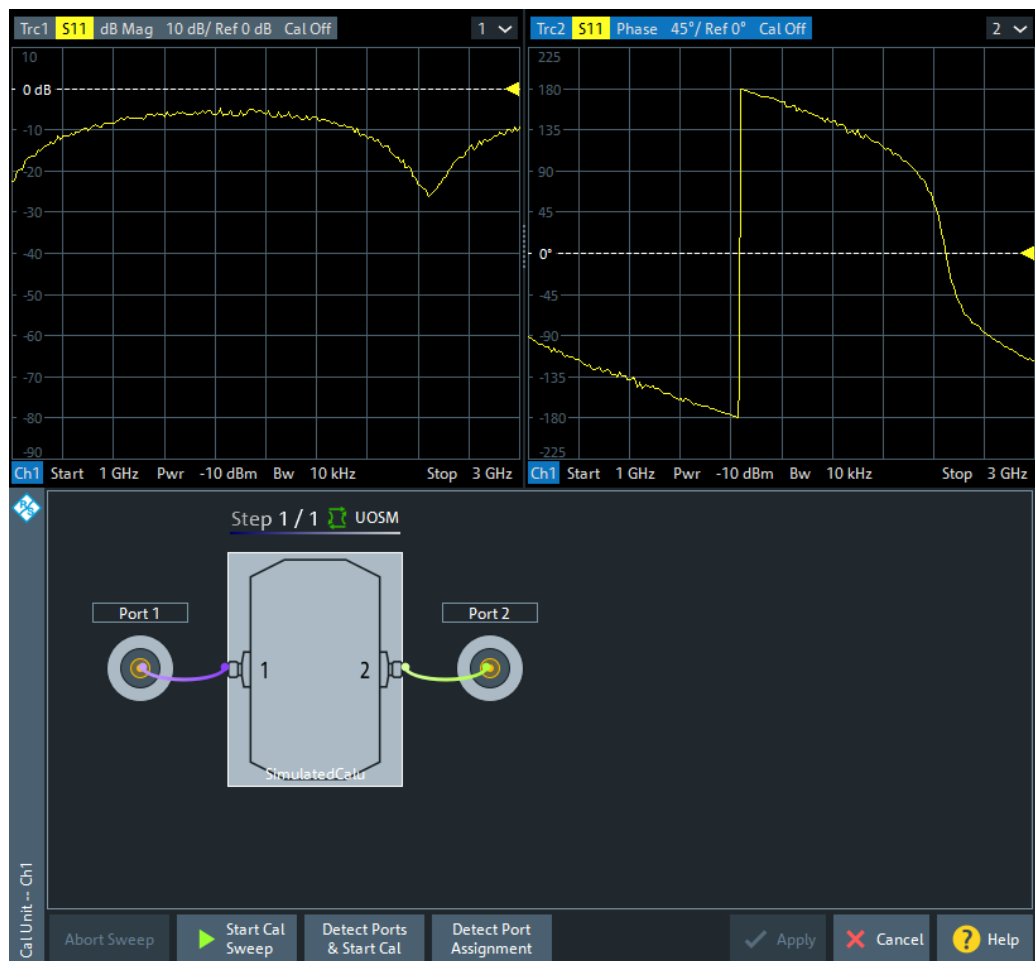 Trc1 S11 dB Mag 10 dB/ Ref 0 dB Cal Off 1
10
0 dB
-10
-20
-30
-40
-50
-60
-70
-80
-90
Ch1 Start 1 GHz Pwr -10 dBm Bw 10 kHz Stop 3 GHz
Trc2 S11 Phase 45°/ Ref 0° Cal Off 2
225
180
135
90
45
0°
-45
-90
-135
-180
-225
Ch1 Start 1 GHz Pwr -10 dBm Bw 10 kHz Stop 3 GHz
R S
Cal Unit -- Ch1
Step 1 / 1 UOSM
Port 1
Port 2
1
2
SimulatedCalu
Abort Sweep
Start Cal
Sweep
Detect Ports
& Start Cal
Detect Port
Assignment
Apply
Cancel
? Help